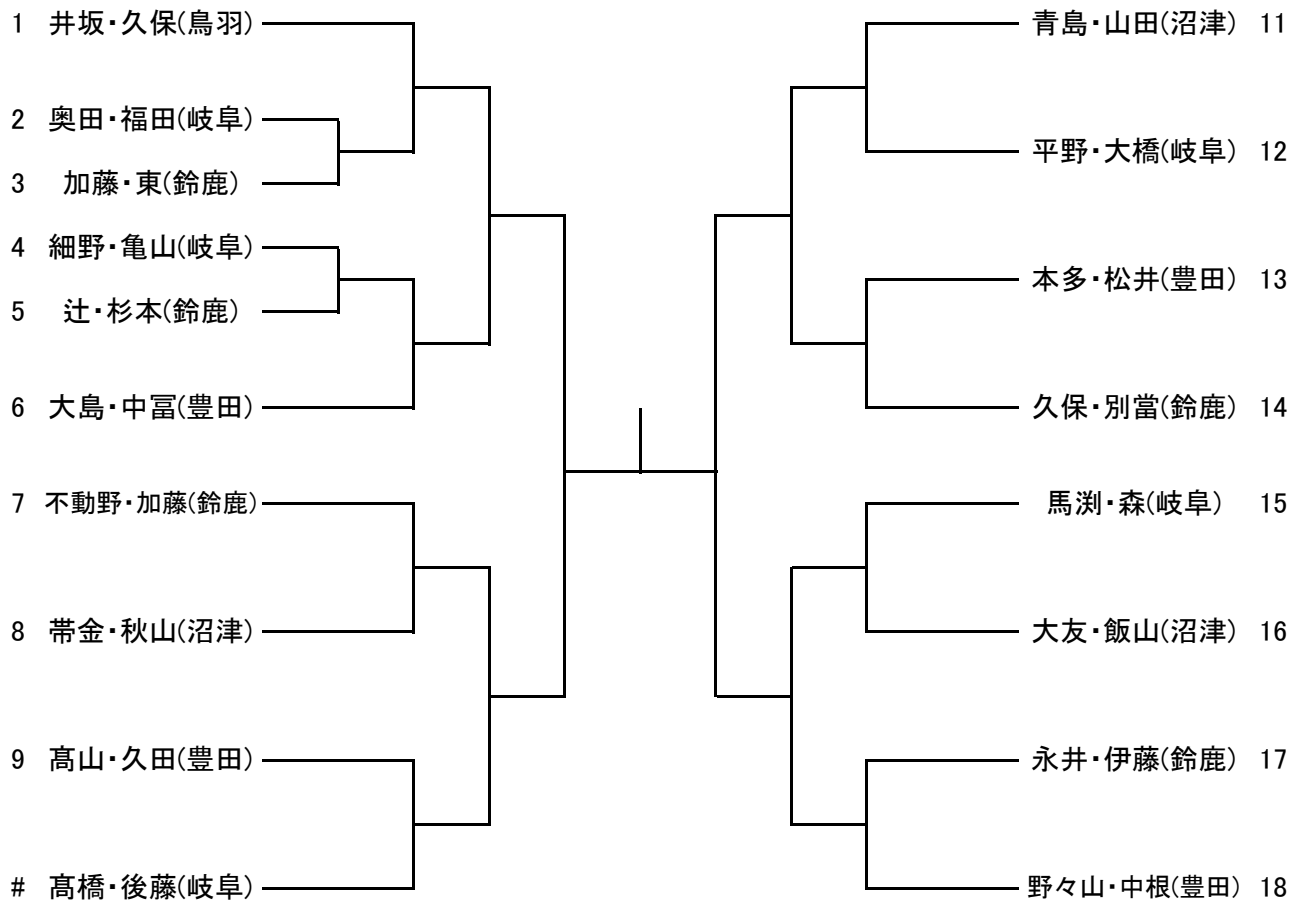 1 井坂・久保(鳥羽)
2 奥田・福田(岐阜)
3 加藤・東(鈴鹿)
4 細野・亀山(岐阜)
5 辻・杉本(鈴鹿)
6 大島・中冨(豊田)
7 不動野・加藤(鈴鹿)
8 帯金・秋山(沼津)
9 髙山・久田(豊田)
# 髙橋・後藤(岐阜)
青島・山田(沼津) 11
平野・大橋(岐阜) 12
本多・松井(豊田) 13
久保・別當(鈴鹿) 14
馬渕・森(岐阜) 15
大友・飯山(沼津) 16
永井・伊藤(鈴鹿) 17
野々山・中根(豊田) 18